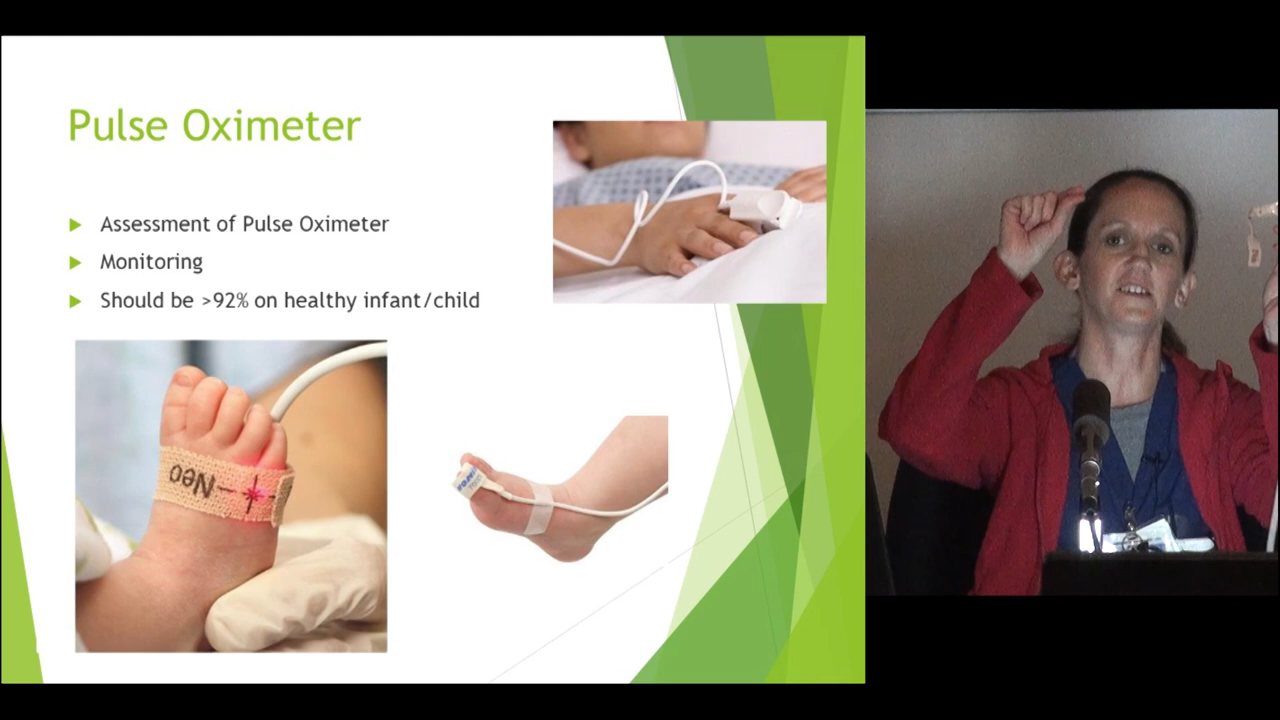 Pulse Oximeter
Assessment of Pulse Oximeter
Monitoring
Should be >92% on healthy infant/child
Neo